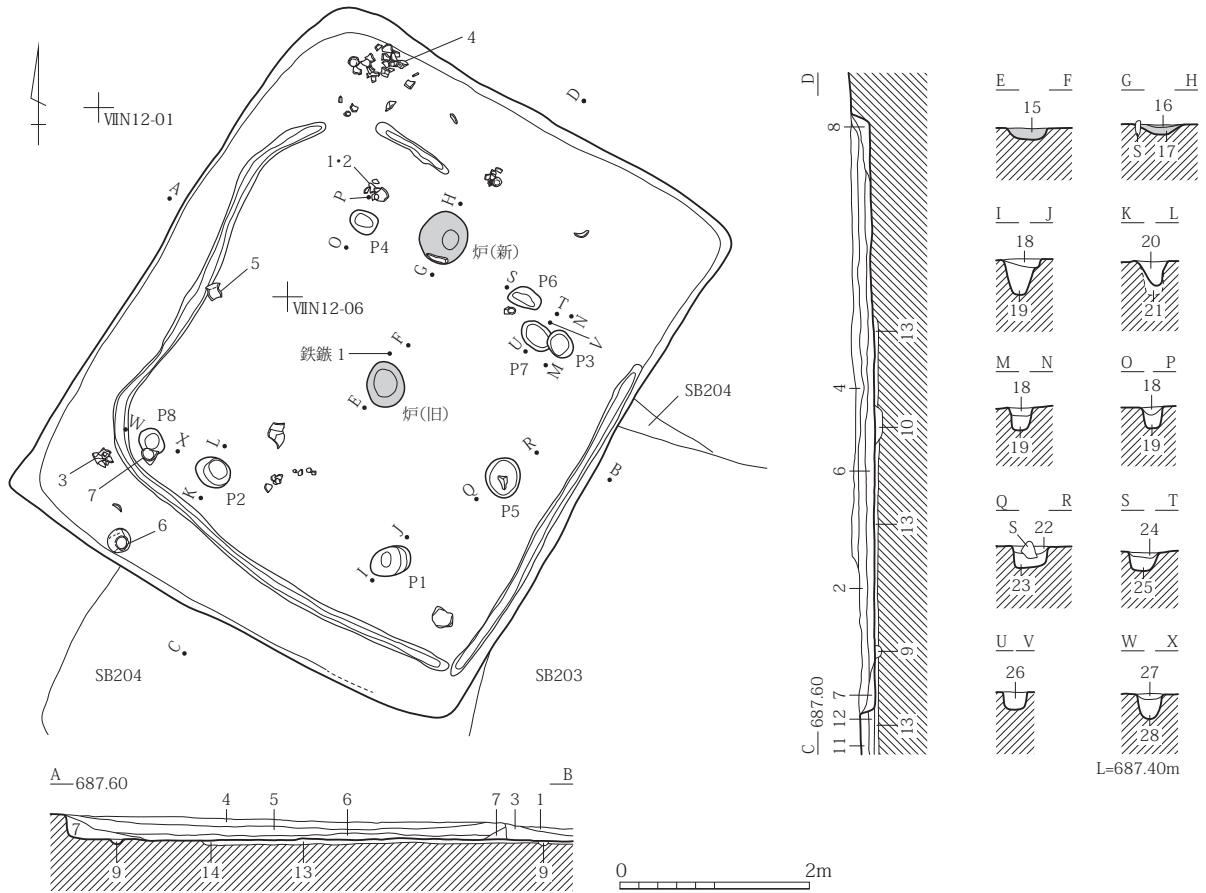 4
D
E F
G H
15
16
ⅦN12-01
8
S 17
1・2
A
P
H
I J
K L
O
P4
炉(新)
18
20
5
G
S
P6
19
21
ⅦN12-06
T
N
13
F
U
V
鉄鏃1
P7
M
P3
M N
O P
4
18
18
SB204
E
炉(旧)
10
19
19
W
P8
X
L
R
B
6
3
Q
Q R
S T
7
K
P2
P5
13
S 22
24
6
J
23
25
I
P1
2
U V
W X
C
9
26
27
SB204
SB203
7
12
13
28
11
C 687.60
L=687.40m
A 687.60
B
4 5 6 7 3 1
7
9 14 13 9
0 2m